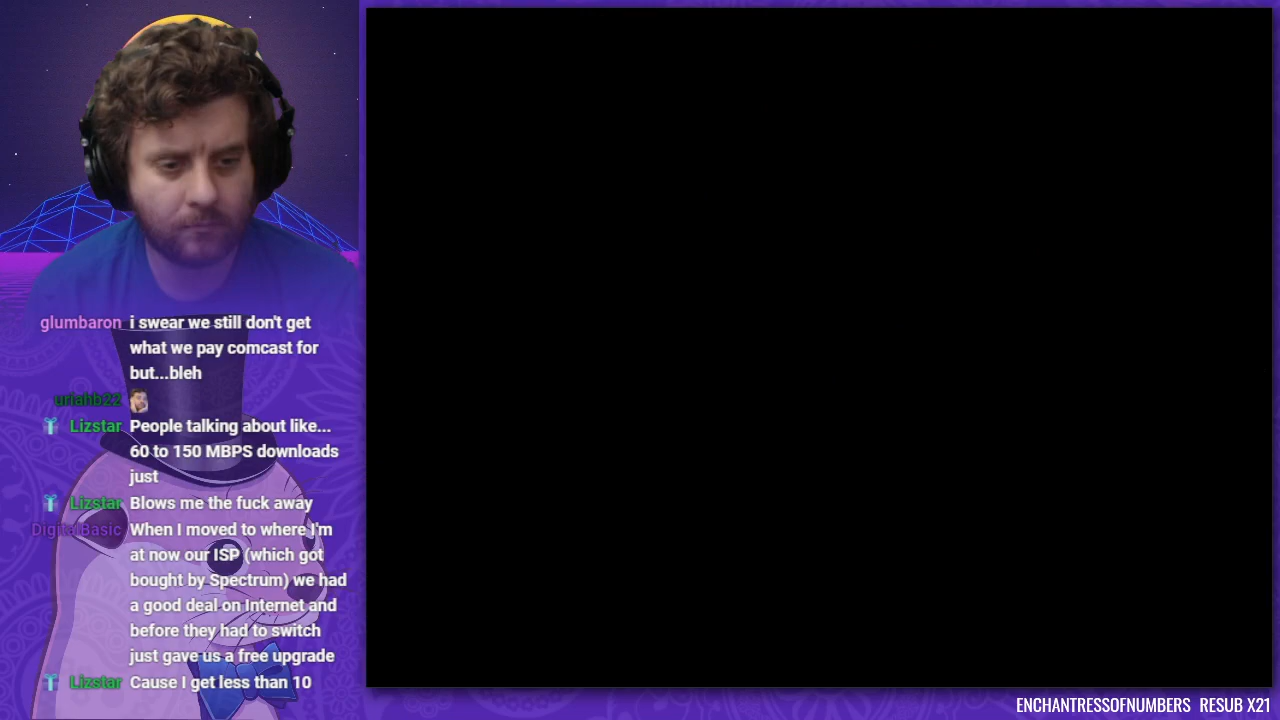 glumbaron i swear we still don't get
what we pay comcast for
but...bleh
uriahb22
Lizstar People talking about like...
60 to 150 MBPS downloads
just
Lizstar Blows me the fuck away
DigitalBasic When I moved to where I'm
at now our ISP (which got
bought by Spectrum) we had
a good deal on Internet and
before they had to switch
just gave us a free upgrade
Lizstar Cause I get less than 10
ENCHANTRESSOFNUMBERS RESUB X21